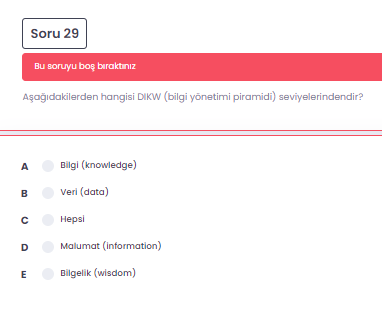 Soru 29
Bu soruyu boş bıraktınız
Aşağıdakilerden hangisi DIKW (bilgi yönetimi piramidi) seviyelerindendir?
A Bilgi (knowledge)
B Veri (data)
C Hepsi
D Malumat (information)
E Bilgelik (wisdom)